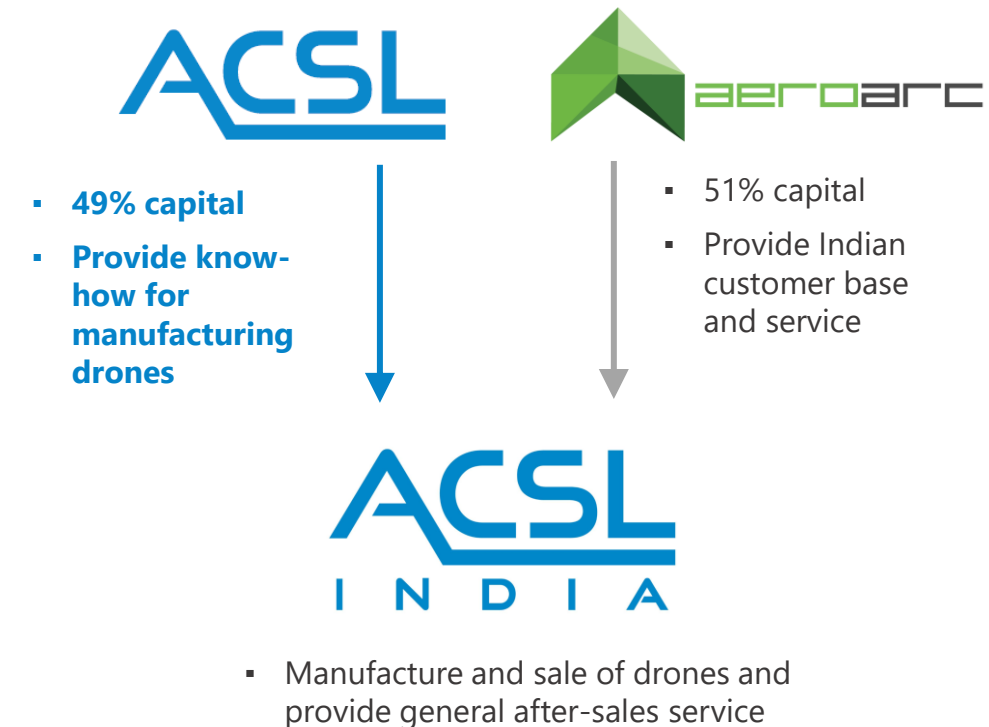 ACSL
aeroarc
▪ 49% capital
▪ Provide know-
how for
manufacturing
drones
▪ 51% capital
▪ Provide Indian
customer base
and service
ACSL
INDIA
▪ Manufacture and sale of drones and
provide general after-sales service